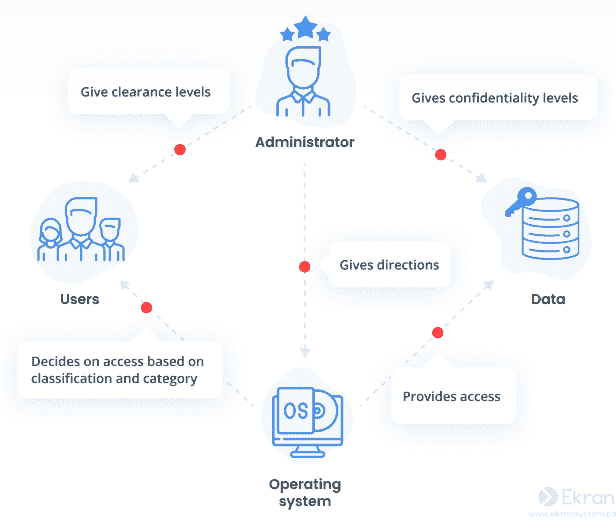 Give clearance levels
Gives confidentiality levels
Administrator
Users
Gives directions
Data
Decides on access based on
classification and category
OS
Provides access
Operating
system
Ekran